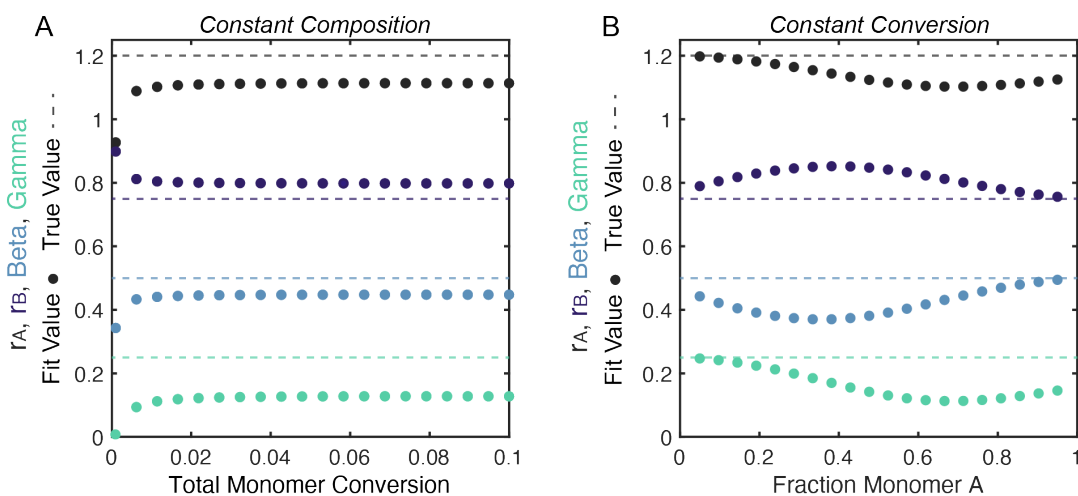 A
Constant Composition
rA, rB, Beta, Gamma
Fit Value ● True Value - - -
1.2
1
0.8
0.6
0.4
0.2
0
0
0.02
0.04
0.06
0.08
0.1
Total Monomer Conversion
B
Constant Conversion
rA, rB, Beta, Gamma
Fit Value ● True Value - - -
1.2
1
0.8
0.6
0.4
0.2
0
0
0.2
0.4
0.6
0.8
1
Fraction Monomer A